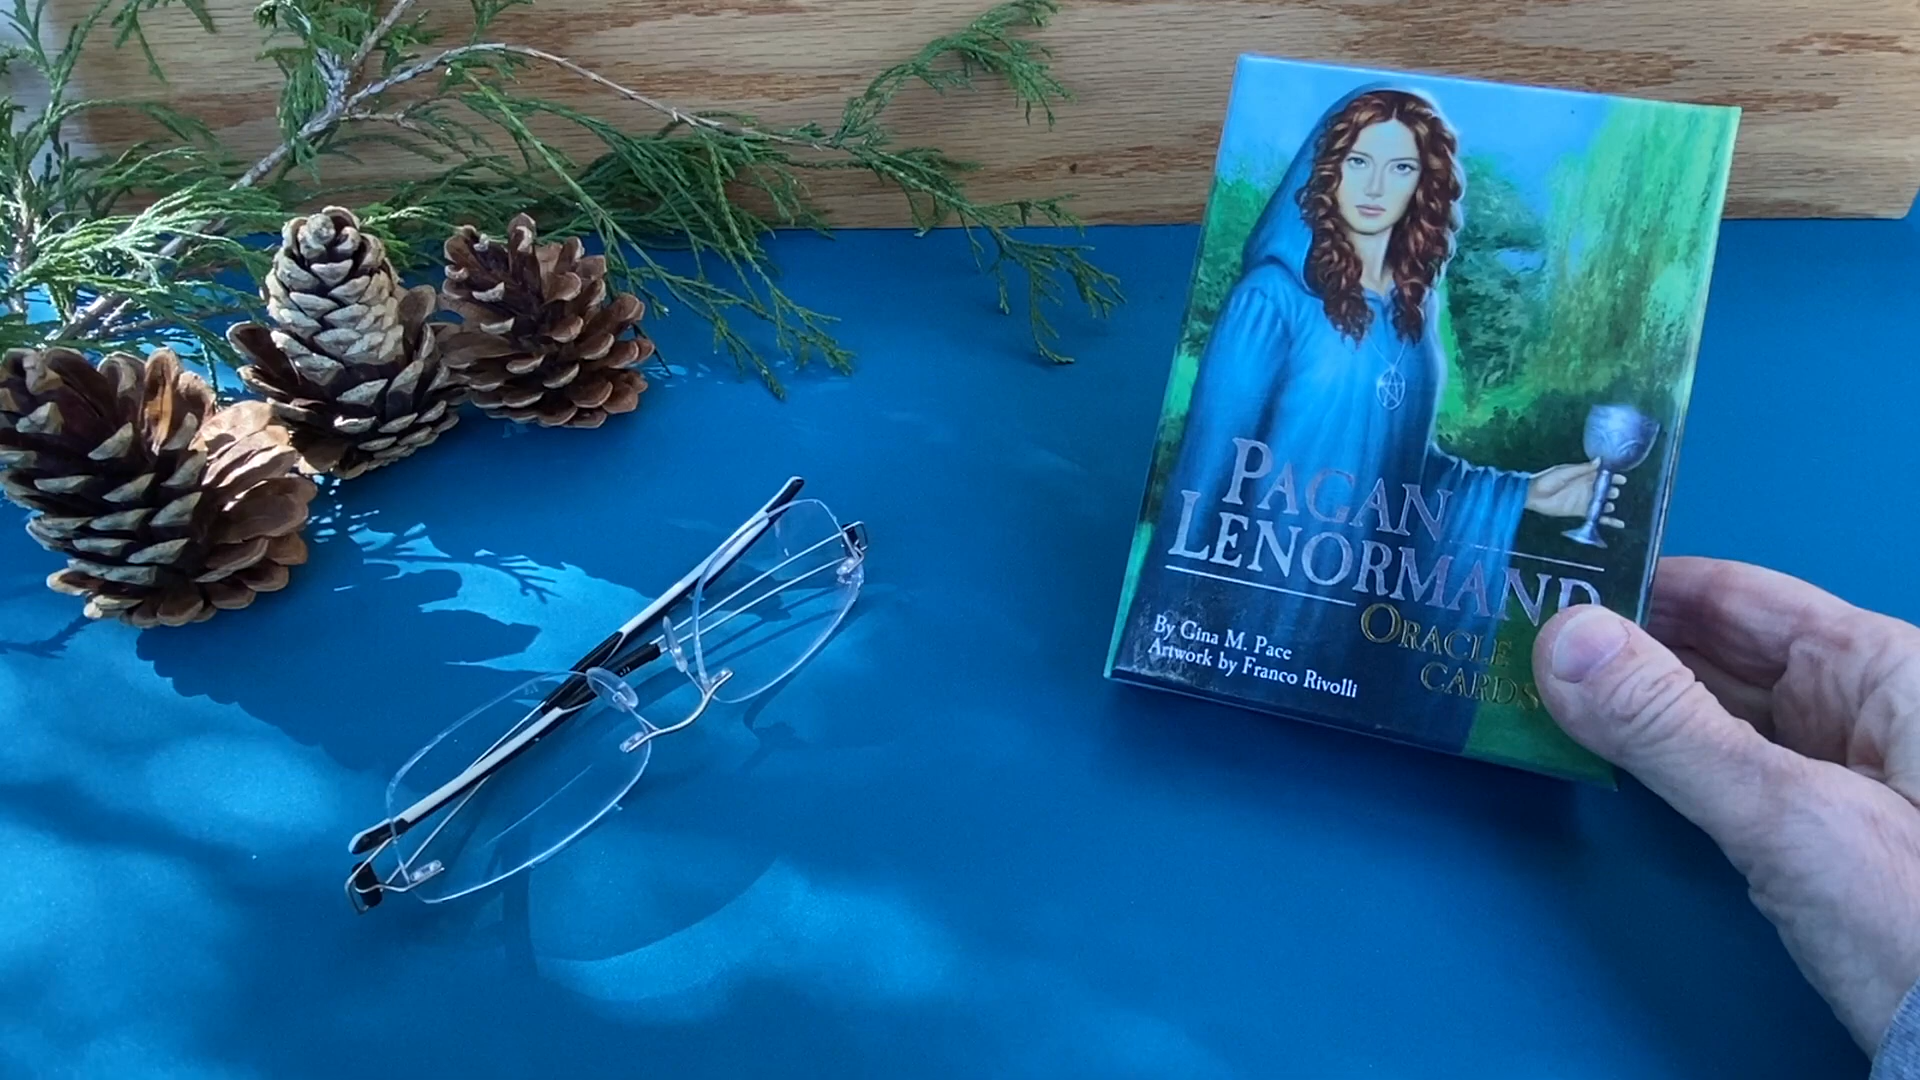 PAGAN
LENORMAND
ORACLE
CARDS
By Gina M. Pace
Artwork by Franco Rivolli